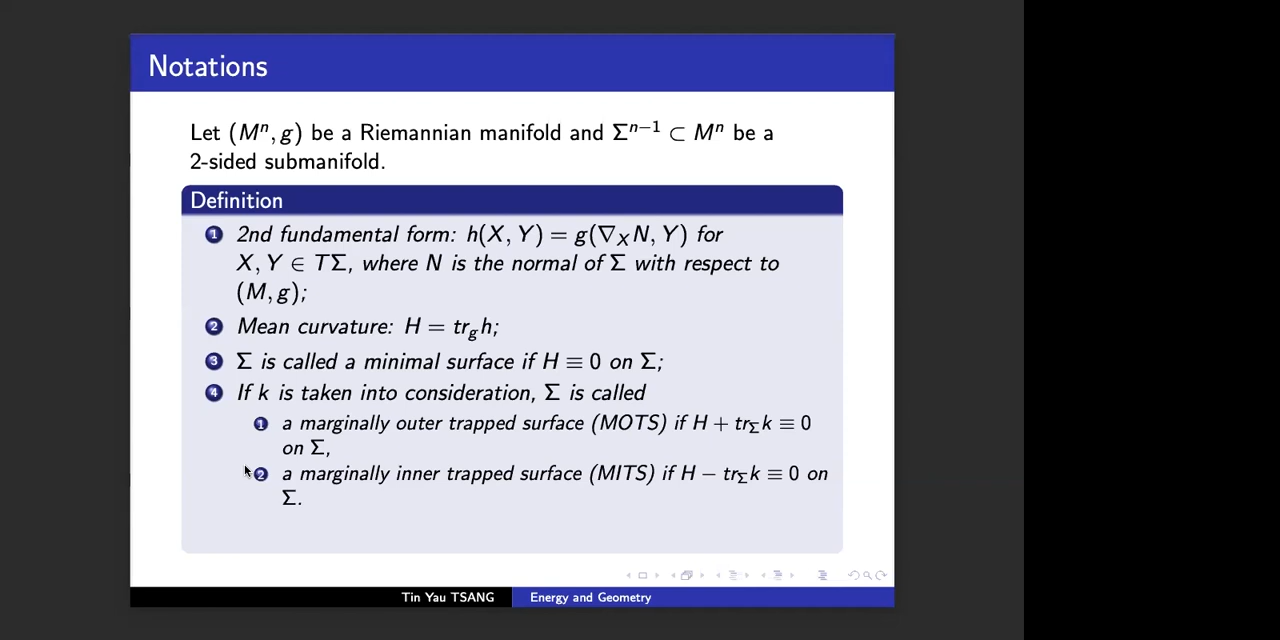 Notations
Let (Mⁿ, g) be a Riemannian manifold and Σⁿ⁻¹ ⊂ Mⁿ be a
2-sided submanifold.
Definition
1 2nd fundamental form: h(X, Y) = g(∇_X N, Y) for
X, Y ∈ TΣ, where N is the normal of Σ with respect to
(M, g);
2 Mean curvature: H = tr_g h;
3 Σ is called a minimal surface if H ≡ 0 on Σ;
4 If k is taken into consideration, Σ is called
1 a marginally outer trapped surface (MOTS) if H + tr_Σ k ≡ 0
on Σ,
2 a marginally inner trapped surface (MITS) if H − tr_Σ k ≡ 0 on
Σ.
Tin Yau TSANG Energy and Geometry